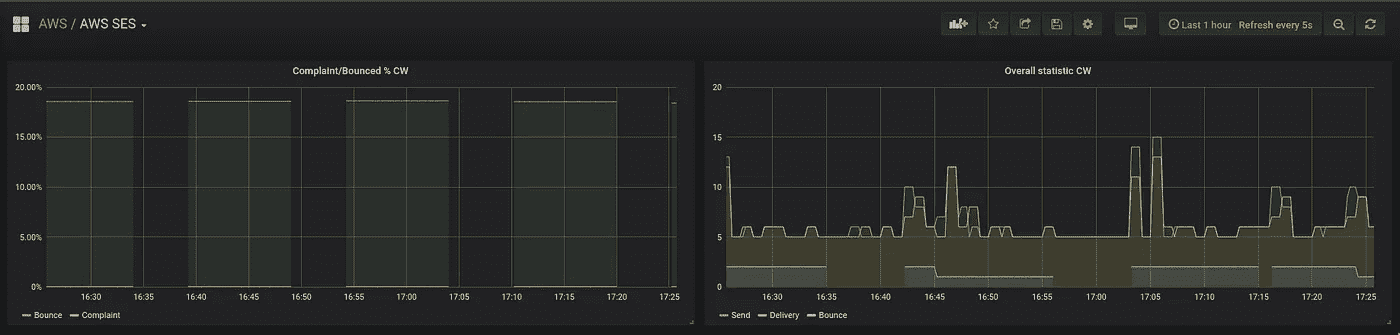 AWS / AWS SES
Last 1 hour Refresh every 5s
Complaint/Bounced % CW
20.00%
15.00%
10.00%
5.00%
0%
16:30 16:35 16:40 16:45 16:50 16:55 17:00 17:05 17:10 17:15 17:20 17:25
Bounce Complaint
Overall statistic CW
20
15
10
5
0
16:30 16:35 16:40 16:45 16:50 16:55 17:00 17:05 17:10 17:15 17:20 17:25
Send Delivery Bounce